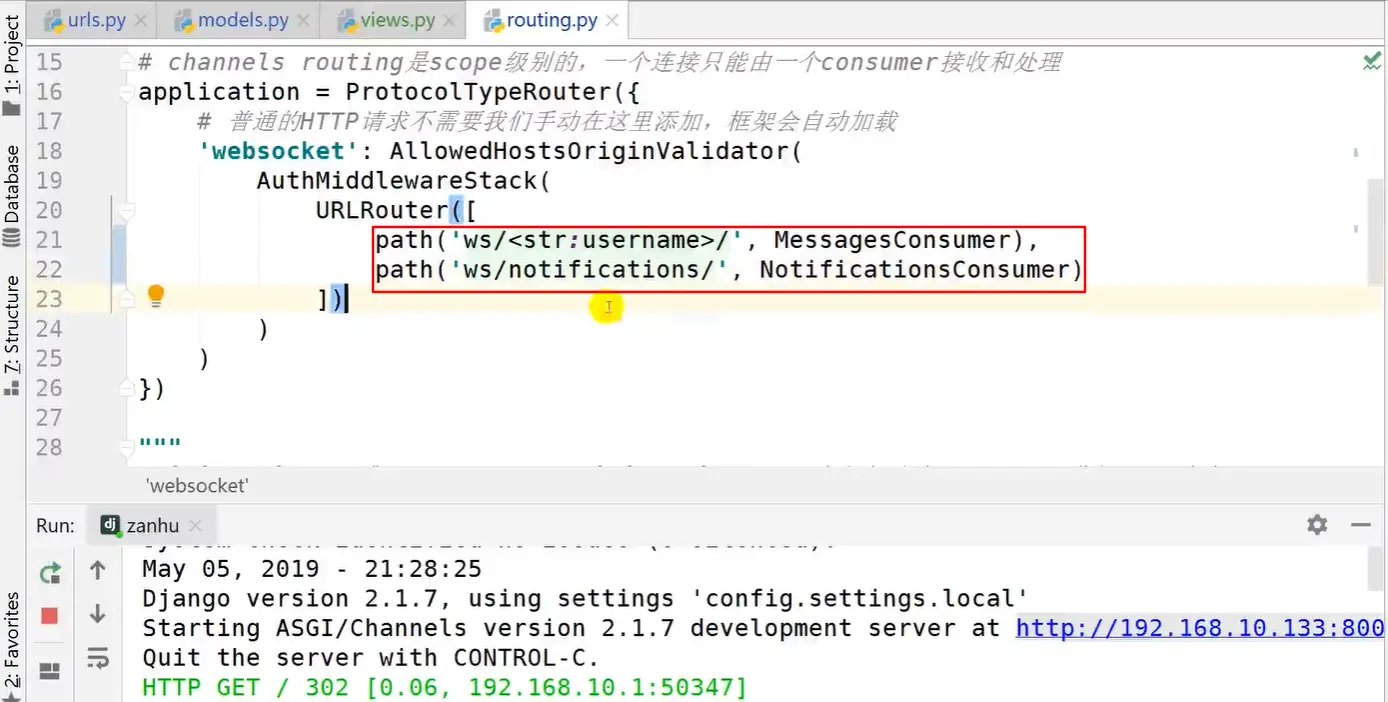 urls.py
models.py
views.py
routing.py
1: Project
Database
7: Structure
2: Favorites
15 # channels routing是scope级别的，一个连接只能由一个consumer接收和处理
16 application = ProtocolTypeRouter({
17 # 普通的HTTP请求不需要我们手动在这里添加，框架会自动加载
18 'websocket': AllowedHostsOriginValidator(
19 AuthMiddlewareStack(
20 URLRouter([
21 path('ws/<str:username>/', MessagesConsumer),
22 path('ws/notifications/', NotificationsConsumer)
23 ])
24 )
25 )
26 })
27
28 """
'websocket'
Run: dj zanhu
May 05, 2019 - 21:28:25
Django version 2.1.7, using settings 'config.settings.local'
Starting ASGI/Channels version 2.1.7 development server at http://192.168.10.133:800
Quit the server with CONTROL-C.
HTTP GET / 302 [0.06, 192.168.10.1:50347]